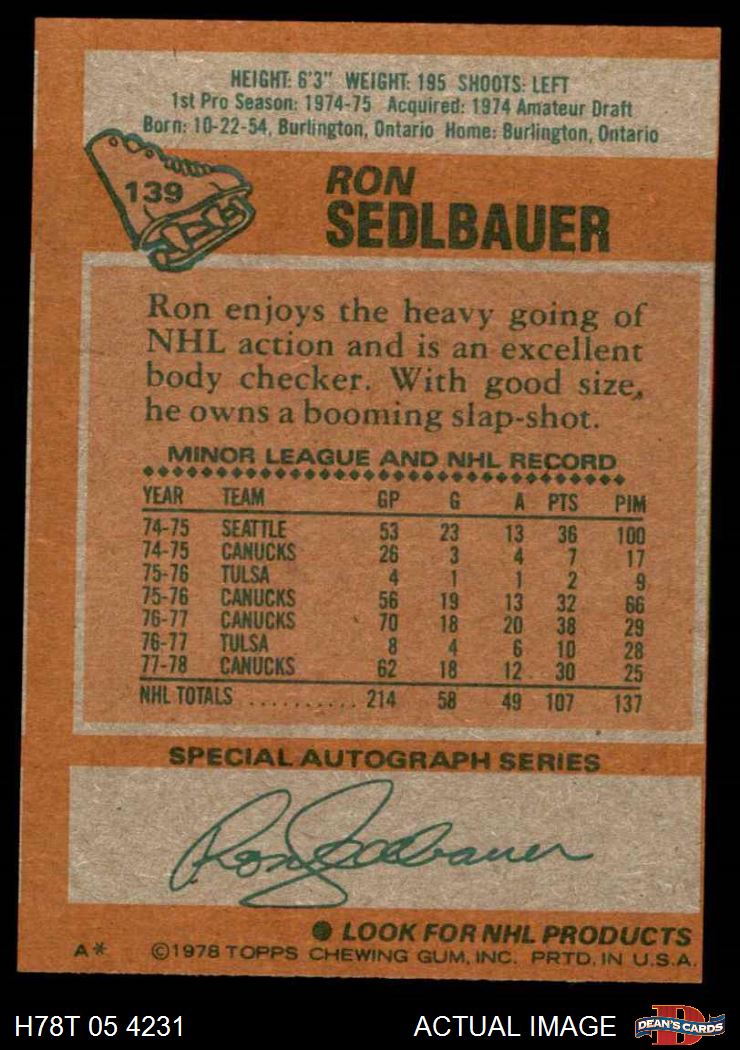 HEIGHT: 6'3" WEIGHT: 195 SHOOTS: LEFT
1st Pro Season: 1974-75 Acquired: 1974 Amateur Draft
Born: 10-22-54, Burlington, Ontario Home: Burlington, Ontario
139
RON
SEDLBAUER
Ron enjoys the heavy going of
NHL action and is an excellent
body checker. With good size,
he owns a booming slap-shot.
MINOR LEAGUE AND NHL RECORD
YEAR TEAM GP G A PTS PIM
74-75 SEATTLE 53 23 13 36 100
74-75 CANUCKS 26 3 4 7 17
75-76 TULSA 4 1 1 2 9
75-76 CANUCKS 56 19 13 32 66
76-77 CANUCKS 70 18 20 38 29
76-77 TULSA 8 4 6 10 28
77-78 CANUCKS 62 18 12 30 25
NHL TOTALS .......... 214 58 49 107 137
SPECIAL AUTOGRAPH SERIES
Ron Sedlbauer
LOOK FOR NHL PRODUCTS
A* ©1978 TOPPS CHEWING GUM, INC. PRTD. IN U.S.A.
H78T 05 4231 ACTUAL IMAGE D DEAN'S CARDS